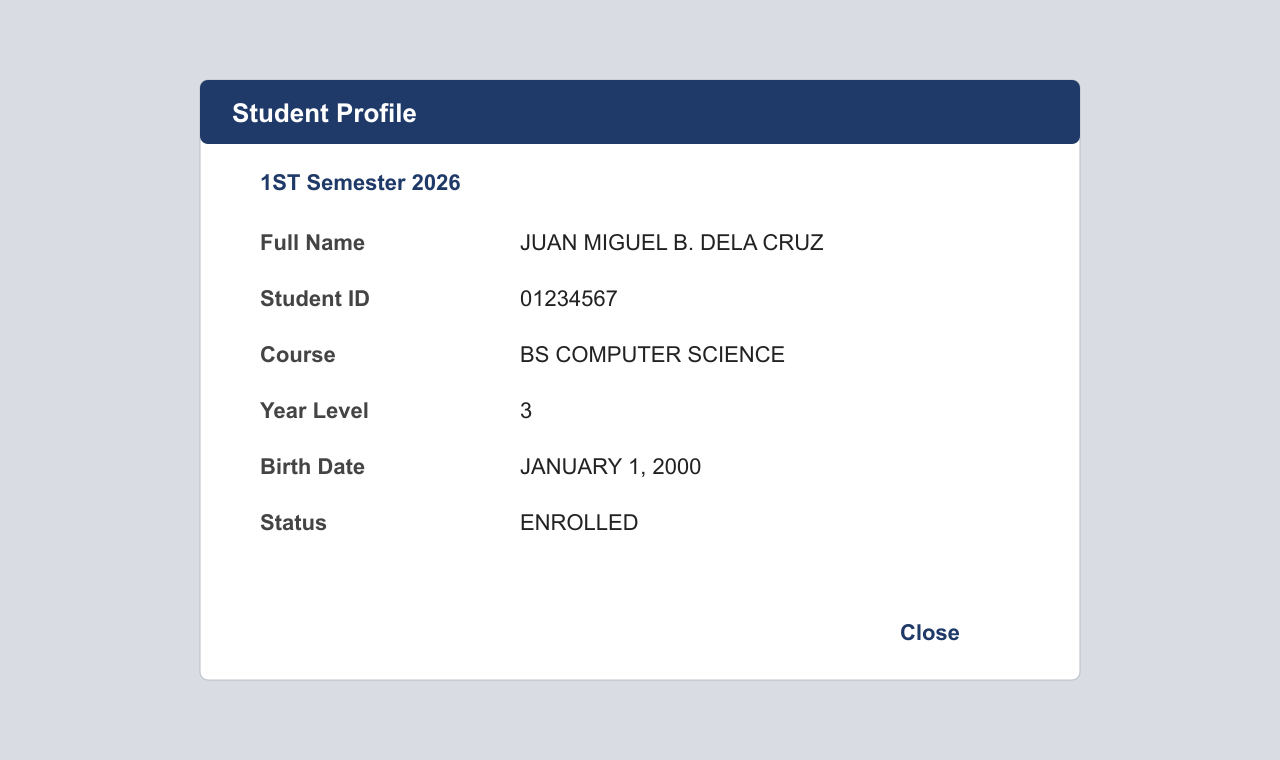 Student Profile
1ST Semester 2026
Full Name JUAN MIGUEL B. DELA CRUZ
Student ID 01234567
Course BS COMPUTER SCIENCE
Year Level 3
Birth Date JANUARY 1, 2000
Status ENROLLED
Close